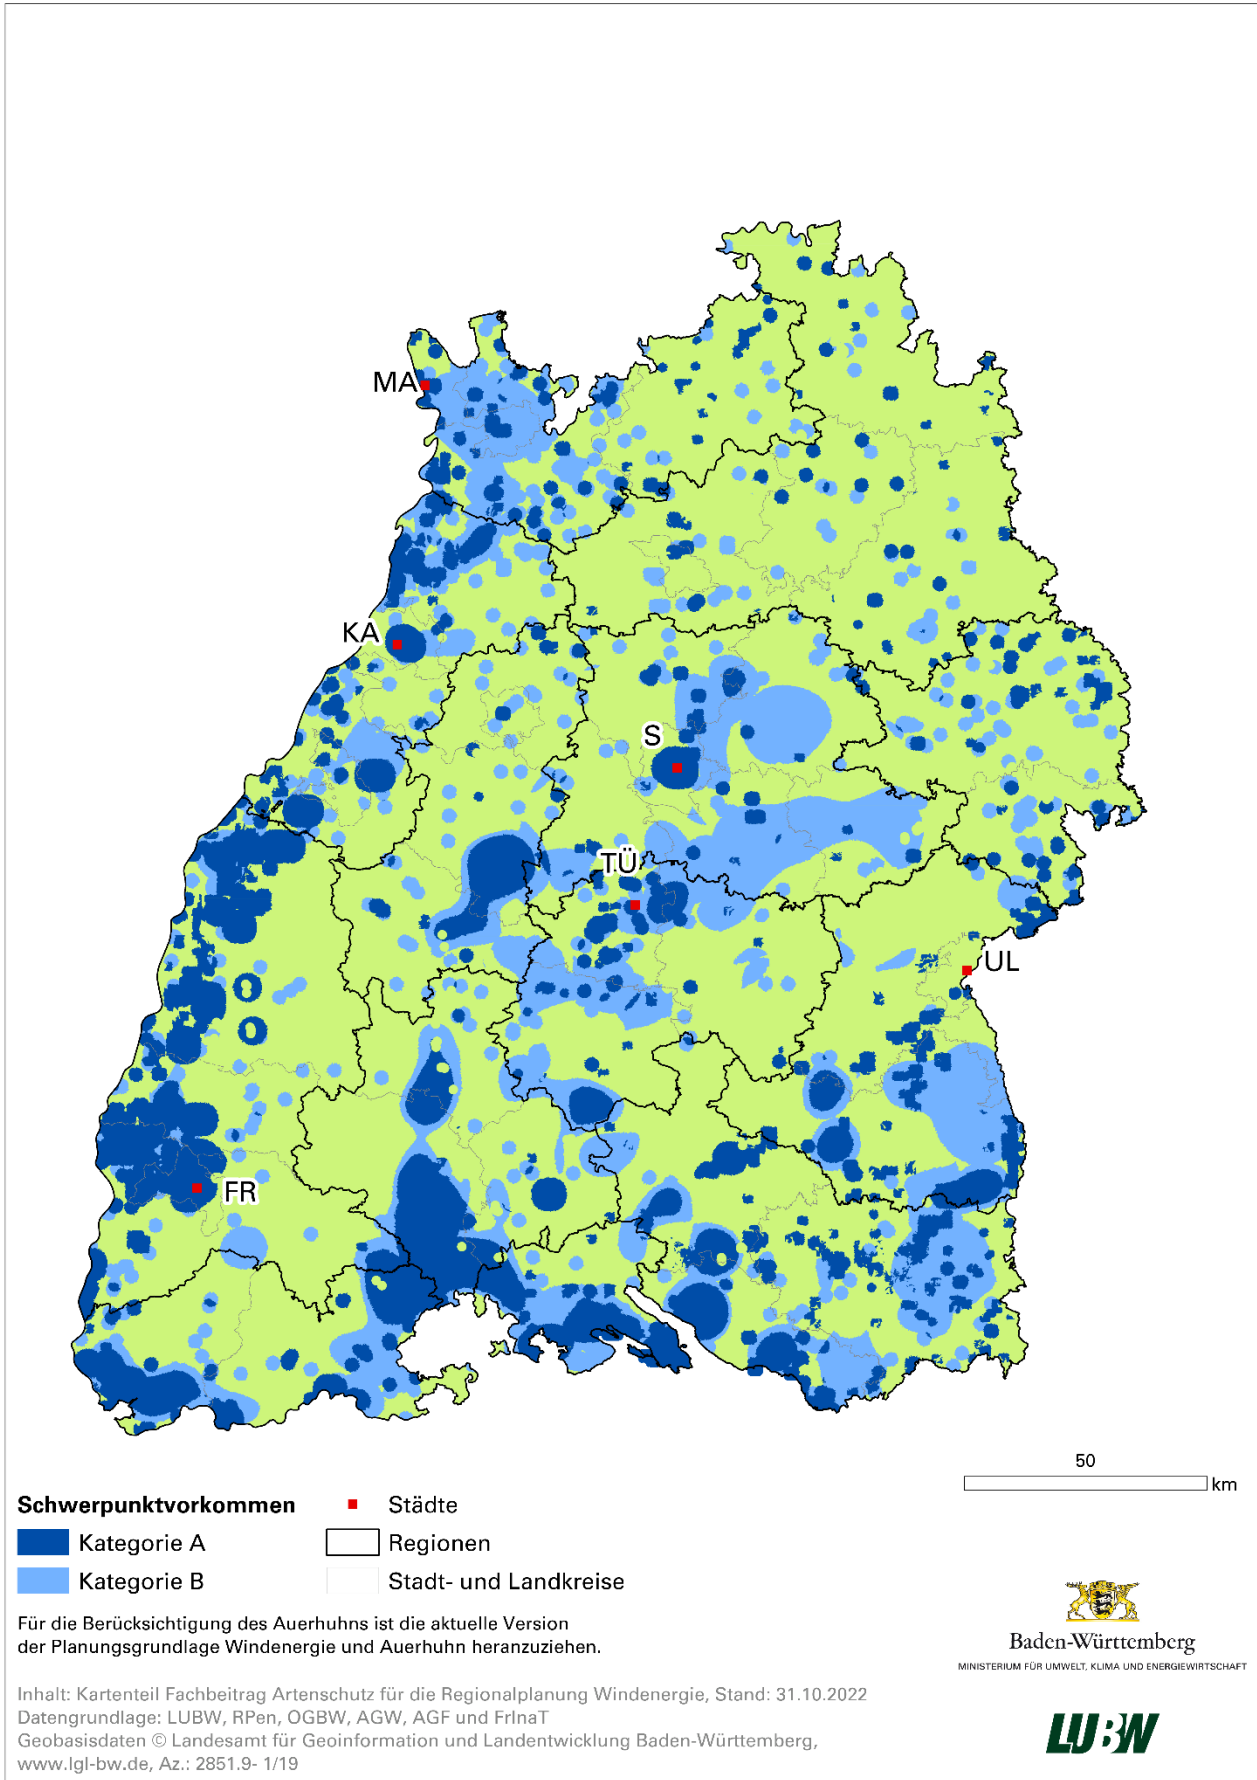 MA
KA
S
TÜ
UL
FR
50
km
Schwerpunktvorkommen
Städte
Kategorie A
Regionen
Kategorie B
Stadt- und Landkreise
Für die Berücksichtigung des Auerhuhns ist die aktuelle Version
der Planungsgrundlage Windenergie und Auerhuhn heranzuziehen.
Baden-Württemberg
MINISTERIUM FÜR UMWELT, KLIMA UND ENERGIEWIRTSCHAFT
Inhalt: Kartenteil Fachbeitrag Artenschutz für die Regionalplanung Windenergie, Stand: 31.10.2022
Datengrundlage: LUBW, RPen, OGBW, AGW, AGF und FrInaT
Geobasisdaten © Landesamt für Geoinformation und Landentwicklung Baden-Württemberg,
www.lgl-bw.de, Az.: 2851.9- 1/19
LUBW